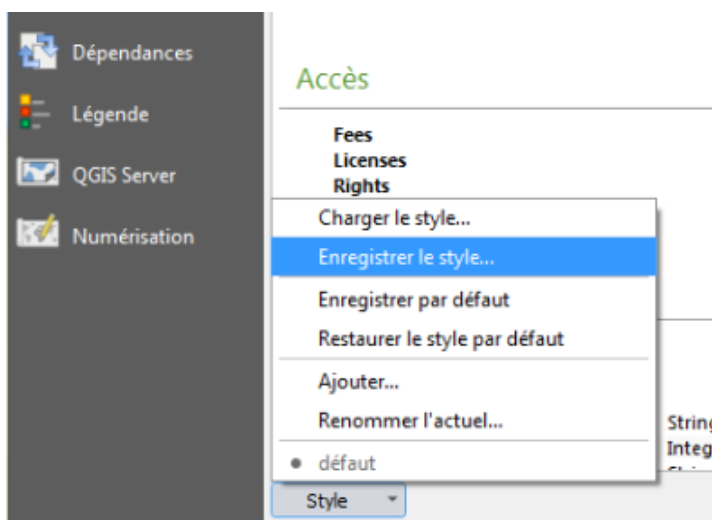 Dépendances
Légende
QGIS Server
Numérisation
Accès
Fees
Licenses
Rights
Charger le style...
Enregistrer le style...
Enregistrer par défaut
Restaurer le style par défaut
Ajouter...
Renommer l'actuel...
défaut
String
Integ
Style